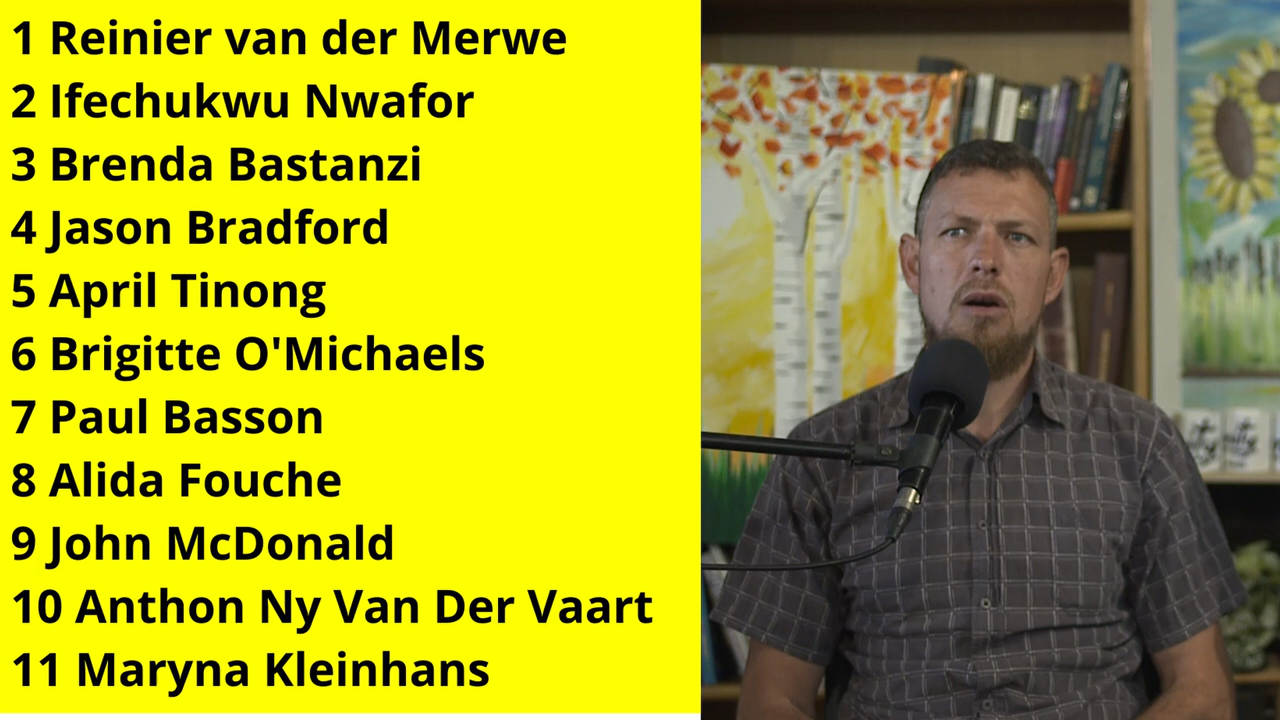 1 Reinier van der Merwe
2 Ifechukwu Nwafor
3 Brenda Bastanzi
4 Jason Bradford
5 April Tinong
6 Brigitte O'Michaels
7 Paul Basson
8 Alida Fouche
9 John McDonald
10 Anthon Ny Van Der Vaart
11 Maryna Kleinhans